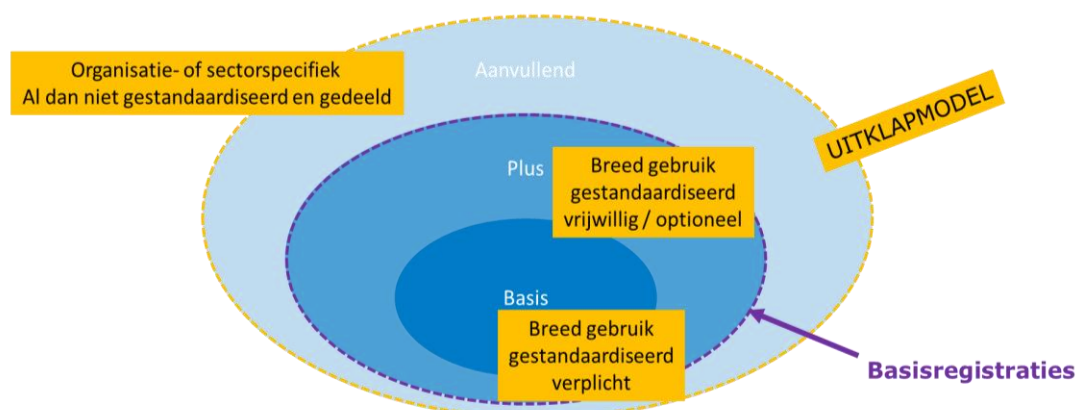 Organisatie- of sectorspecifiek
Al dan niet gestandaardiseerd en gedeeld
Aanvullend
UITKLAPMODEL
Plus
Breed gebruik
gestandaardiseerd
vrijwillig / optioneel
Basis
Breed gebruik
gestandaardiseerd
verplicht
Basisregistraties